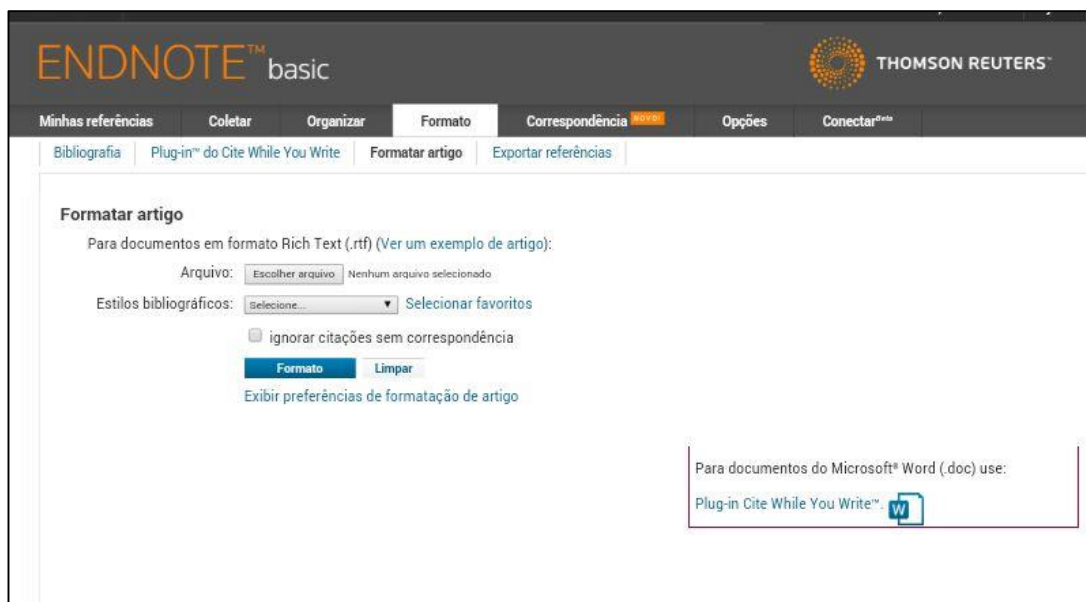 ENDNOTE™ basic
THOMSON REUTERS™
Minhas referências Coletar Organizar Formato Correspondência NOVO! Opções Conectar Beta
Bibliografia Plug-in™ do Cite While You Write Formatar artigo Exportar referências
Formatar artigo
Para documentos em formato Rich Text (.rtf) (Ver um exemplo de artigo):
Arquivo: Escolher arquivo Nenhum arquivo selecionado
Estilos bibliográficos: Selecione... Selecionar favoritos
ignorar citações sem correspondência
Formato Limpar
Exibir preferências de formatação de artigo
Para documentos do Microsoft® Word (.doc) use:
Plug-in Cite While You Write™. W